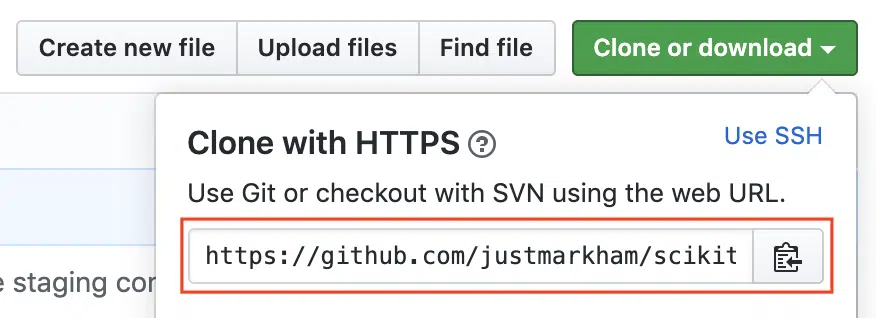 Create new file Upload files Find file Clone or download
Clone with HTTPS ? Use SSH
Use Git or checkout with SVN using the web URL.
https://github.com/justmarkham/scikit
e staging cor